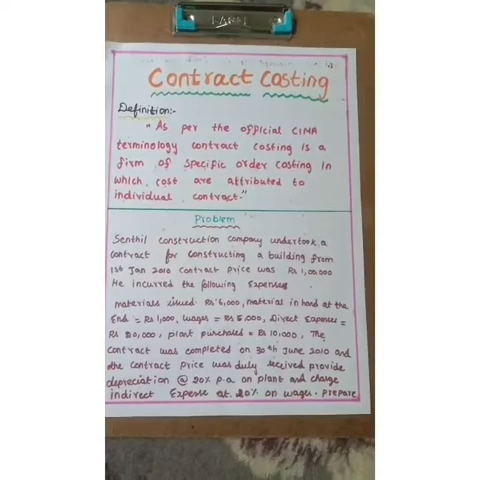 Contract Costing
Definition:-
" As per the official CIMA
terminology contract costing is a
firm of specific order costing in
which cost are attributed to
individual contract."
Problem
Senthil construction company undertook a
contract for constructing a building from
1st Jan 2010 contract price was Rs 1,00,000
He incurred the following Expenses
Materials issued Rs 6,000, material in hand at the
End = Rs 1,000, wages = Rs 5,000, Direct Expenses =
Rs 20,000, plant purchased = Rs 10,000, The
contract was completed on 30th June 2010 and
the contract price was duly received provide
depreciation @ 20% p.a on plant and charge
indirect Expense at 20% on wages. prepare